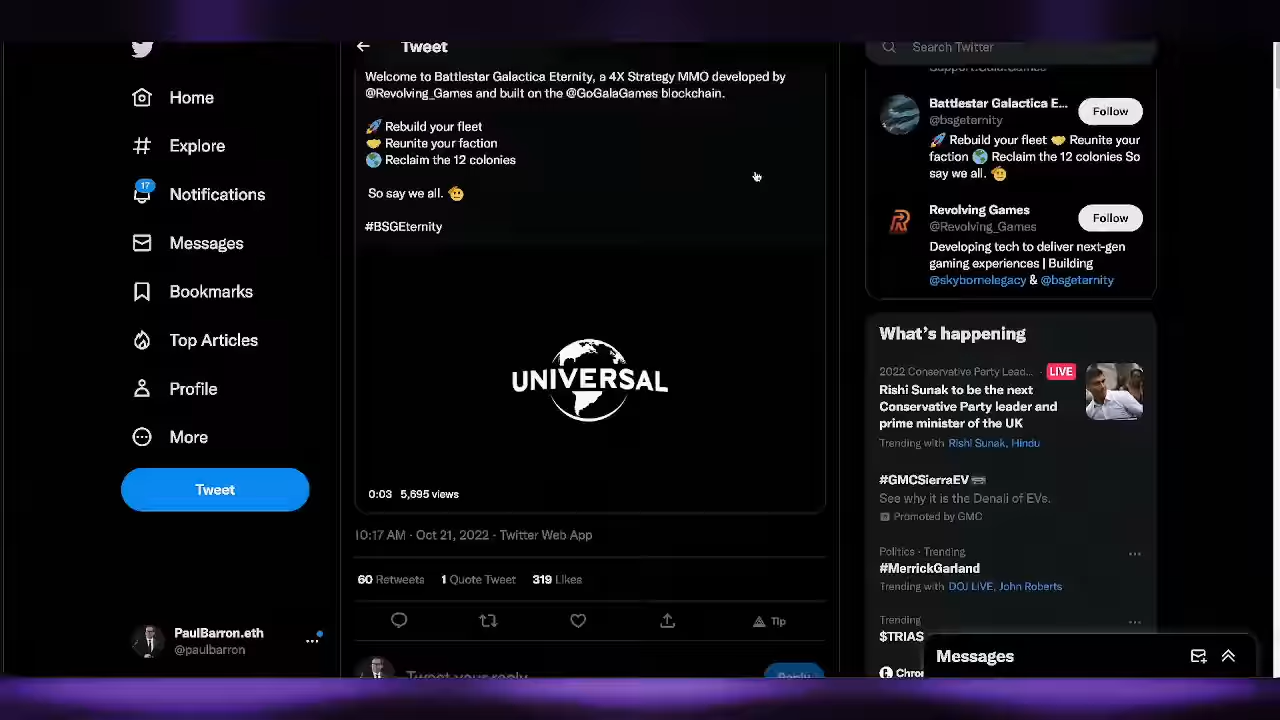 Home
Explore
17
Notifications
Messages
Bookmarks
Top Articles
Profile
More
Tweet
PaulBarron.eth
@paulbarron
Tweet
Welcome to Battlestar Galactica Eternity, a 4X Strategy MMO developed by
@Revolving_Games and built on the @GoGalaGames blockchain.
🚀 Rebuild your fleet
🤝 Reunite your faction
🌎 Reclaim the 12 colonies
So say we all. 🫡
#BSGEternity
UNIVERSAL
0:03 5,695 views
10:17 AM · Oct 21, 2022 · Twitter Web App
60 Retweets 1 Quote Tweet 319 Likes
Tip
Tweet your reply
Reply
Search Twitter
Support.Gala.Games
Battlestar Galactica E...
@bsgeternity
Follow
🚀 Rebuild your fleet 🤝 Reunite your
faction 🌎 Reclaim the 12 colonies So
say we all. 🫡
Revolving Games
@Revolving_Games
Follow
Developing tech to deliver next-gen
gaming experiences | Building
@skybornelegacy & @bsgeternity
What's happening
2022 Conservative Party Lead... · LIVE
Rishi Sunak to be the next
Conservative Party leader and
prime minister of the UK
Trending with Rishi Sunak, Hindu
#GMCSierraEV
See why it is the Denali of EVs.
Promoted by GMC
Politics · Trending
#MerrickGarland
Trending with DOJ LIVE, John Roberts
Trending
$TRIAS
Chron
Messages